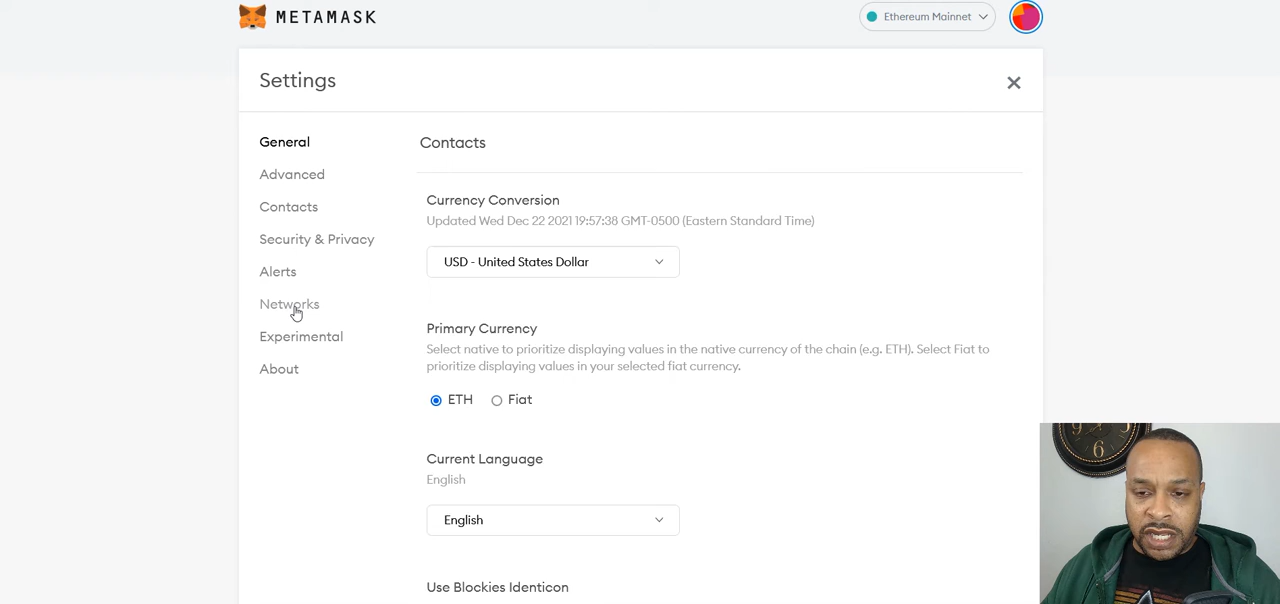 METAMASK
Ethereum Mainnet
Settings
General
Advanced
Contacts
Security & Privacy
Alerts
Networks
Experimental
About
Contacts
Currency Conversion
Updated Wed Dec 22 2021 19:57:38 GMT-0500 (Eastern Standard Time)
USD - United States Dollar
Primary Currency
Select native to prioritize displaying values in the native currency of the chain (e.g. ETH). Select Fiat to
prioritize displaying values in your selected fiat currency.
ETH
Fiat
Current Language
English
English
Use Blockies Identicon
6